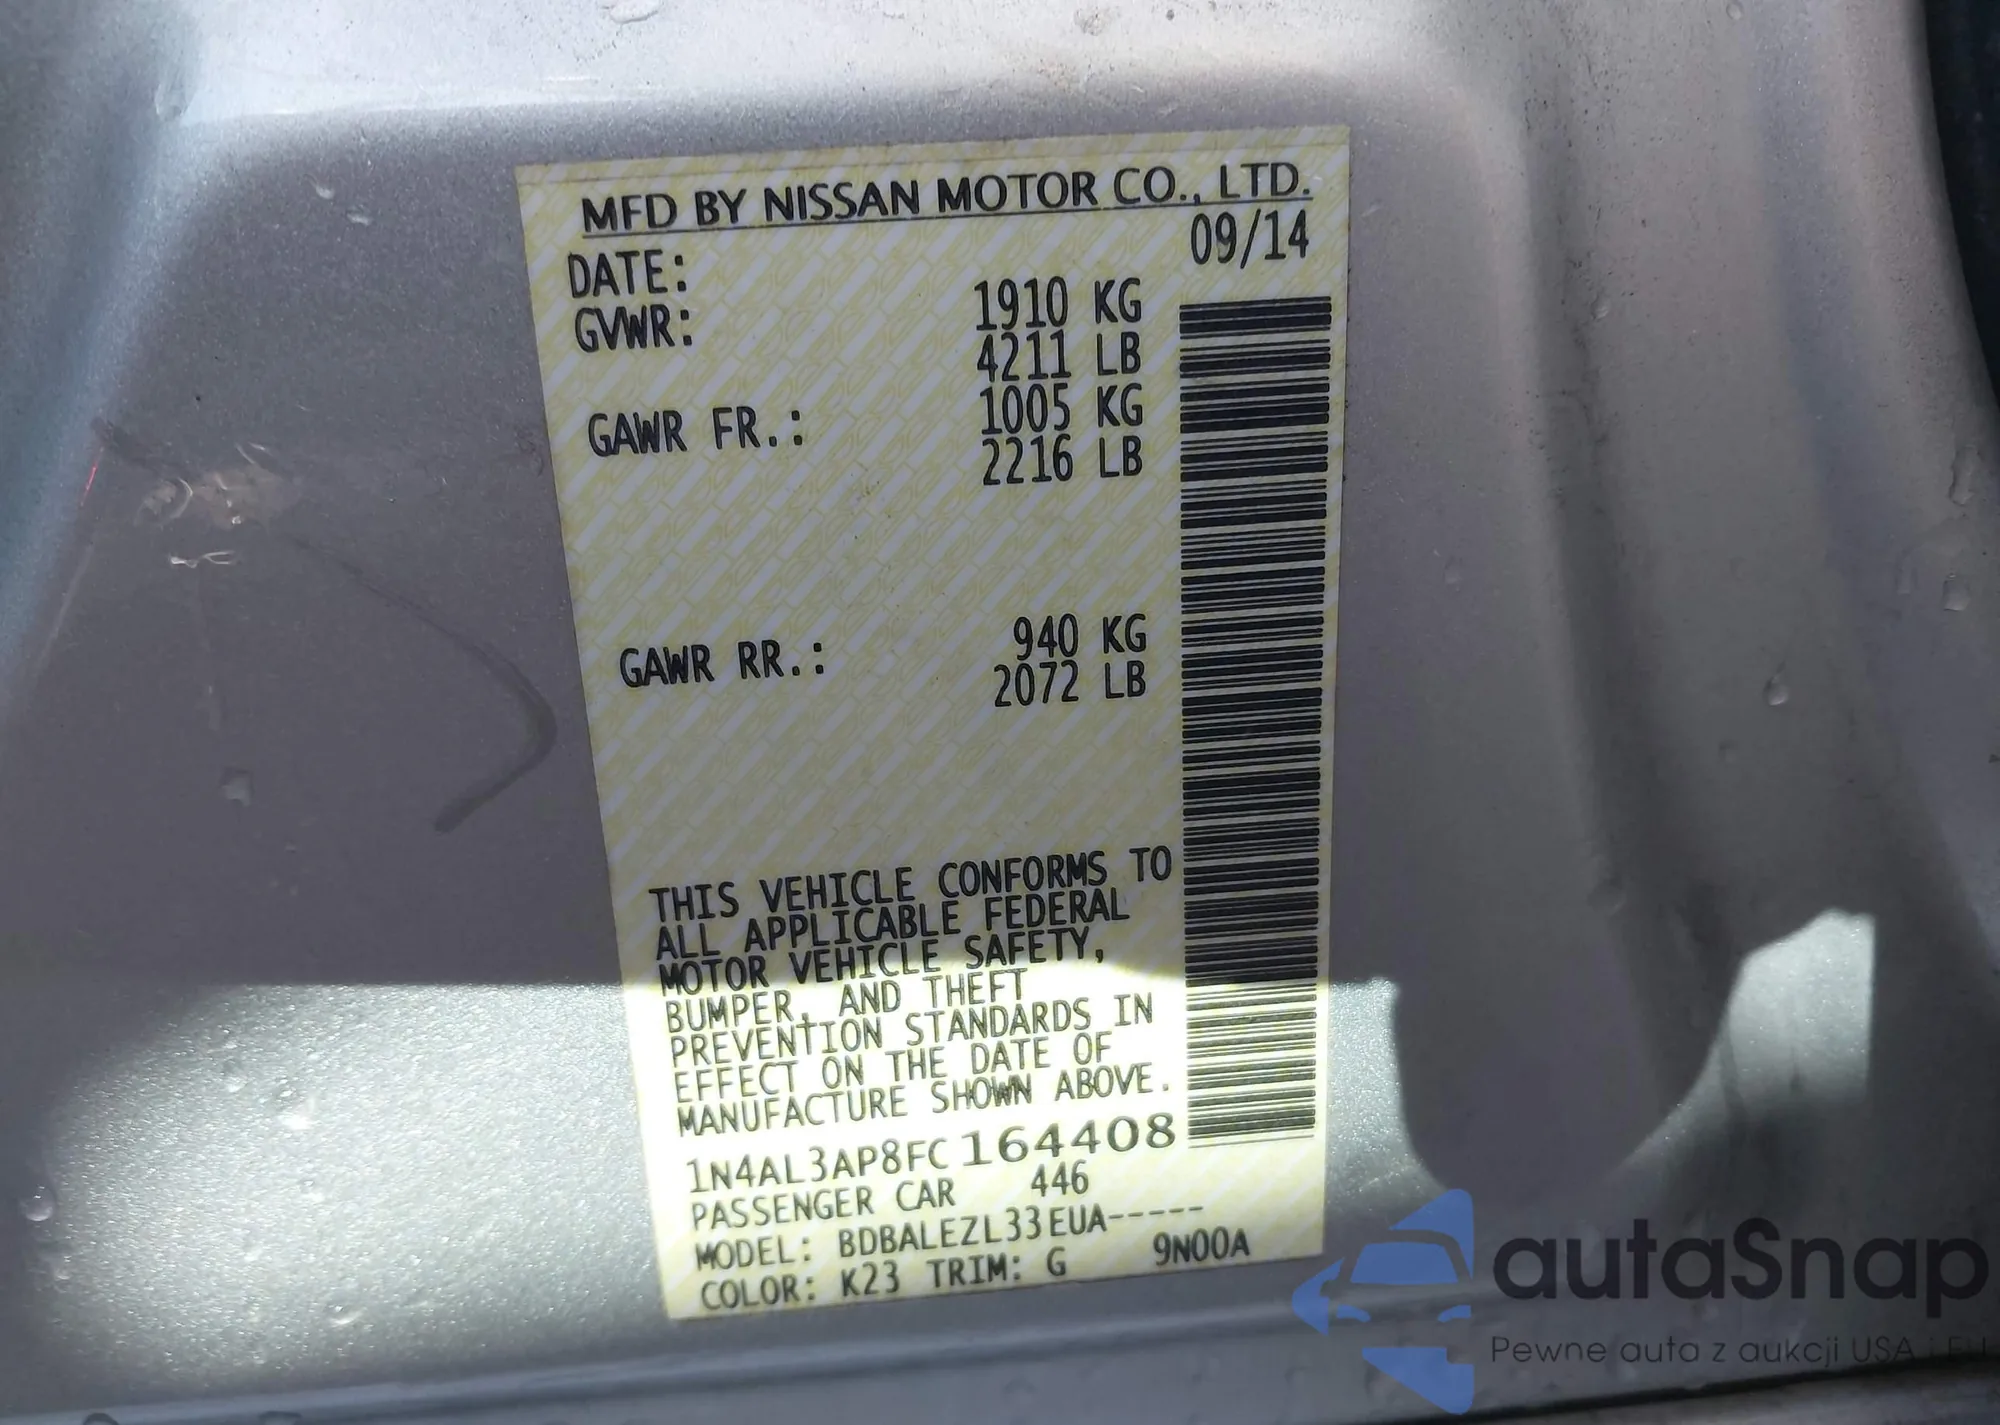 MFD BY NISSAN MOTOR CO., LTD.
DATE: 09/14
GVWR: 1910 KG
4211 LB
GAWR FR.: 1005 KG
2216 LB
GAWR RR.: 940 KG
2072 LB
THIS VEHICLE CONFORMS TO
ALL APPLICABLE FEDERAL
MOTOR VEHICLE SAFETY,
BUMPER, AND THEFT
PREVENTION STANDARDS IN
EFFECT ON THE DATE OF
MANUFACTURE SHOWN ABOVE.
1N4AL3AP8FC164408
PASSENGER CAR 446
MODEL: BDBALEZL33EUA-----
COLOR: K23 TRIM: G 9N00A
autoSnap
Pewne auta z aukcji USA i EU